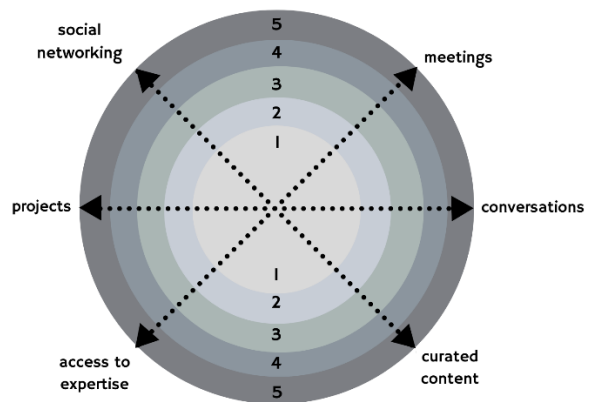 5
social
networking
4
meetings
3
2
1
projects
conversations
1
2
3
access to
expertise
4
curated
content
5